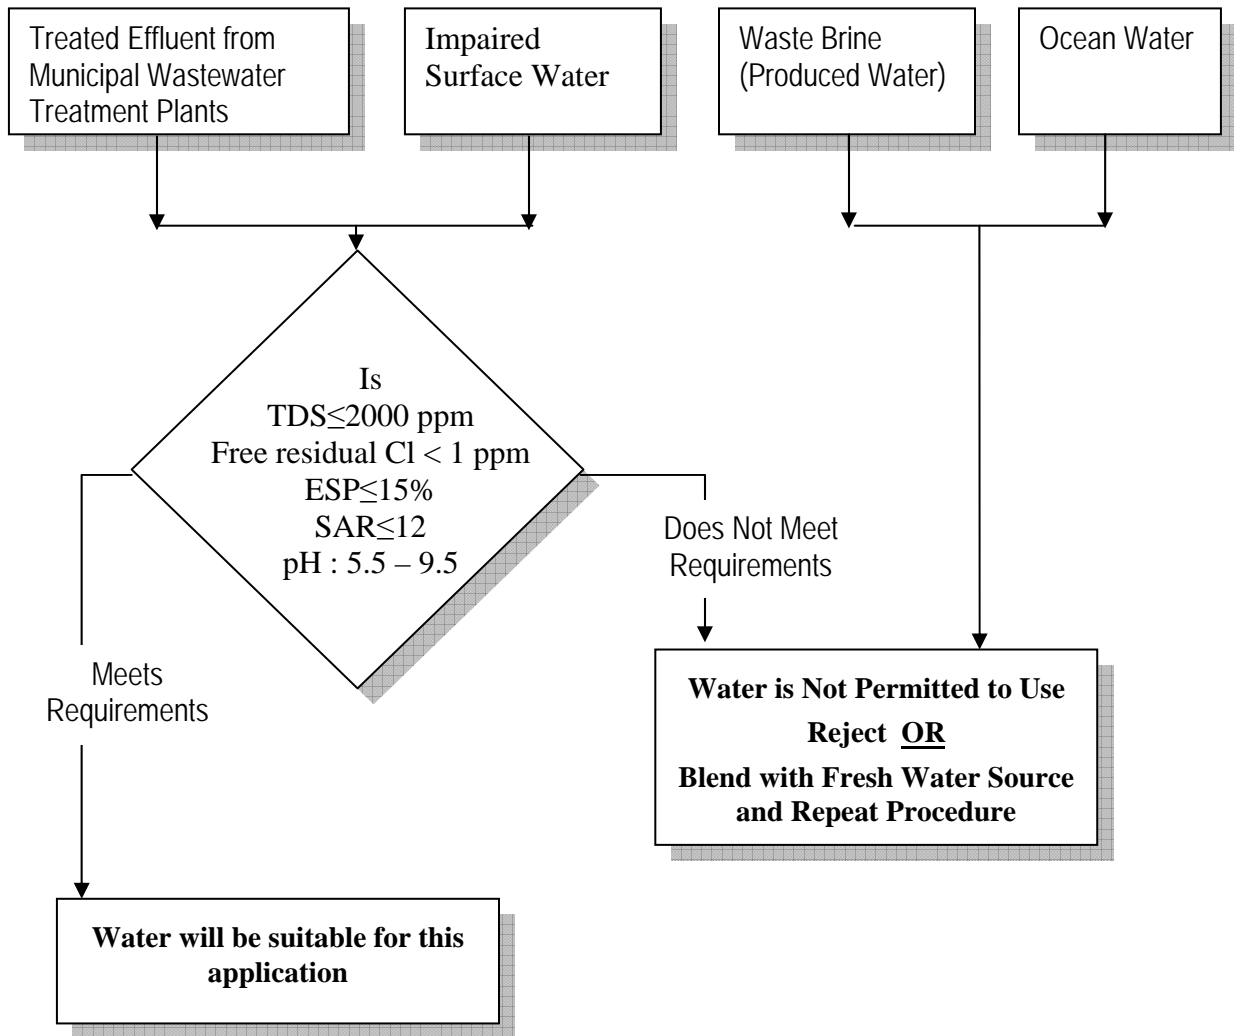 Treated Effluent from
Municipal Wastewater
Treatment Plants
Impaired
Surface Water
Waste Brine
(Produced Water)
Ocean Water
Is
TDS≤2000 ppm
Free residual Cl < 1 ppm
ESP≤15%
SAR≤12
pH : 5.5 – 9.5
Does Not Meet
Requirements
Meets
Requirements
Water is Not Permitted to Use
Reject OR
Blend with Fresh Water Source
and Repeat Procedure
Water will be suitable for this
application